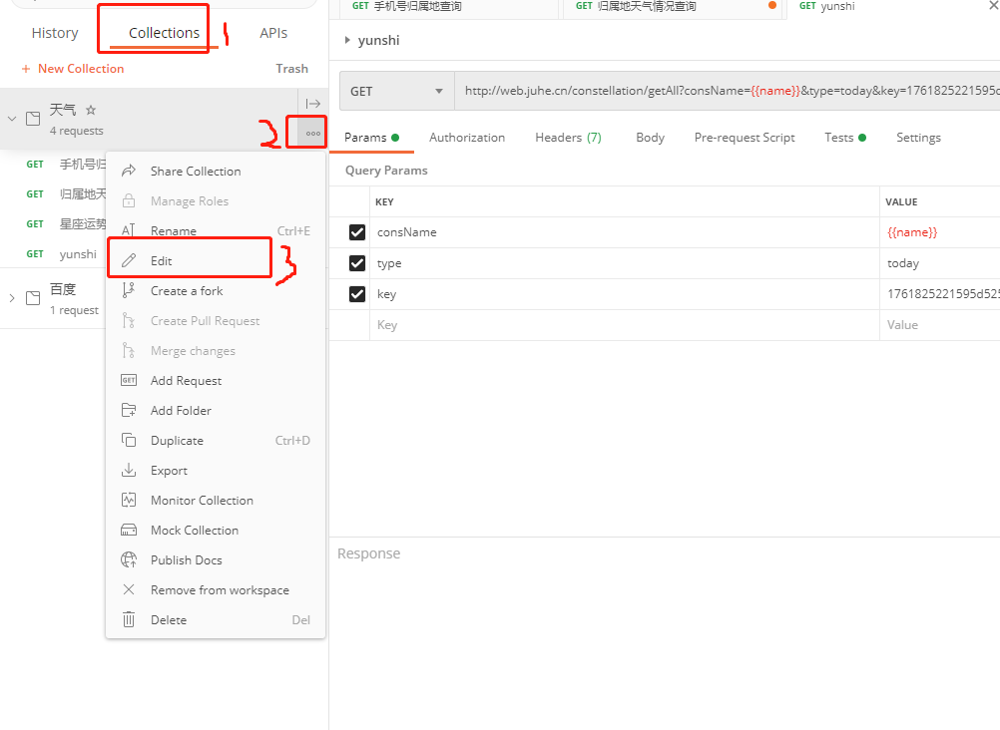 GET 手机号归属地查询
GET 归属地天气情况查询
GET yunshi
History
Collections
1
APIs
yunshi
+ New Collection
Trash
GET
http://web.juhe.cn/constellation/getAll?consName={{name}}&type=today&key=1761825221595d
天气
4 requests
2
Params
Authorization
Headers (7)
Body
Pre-request Script
Tests
Settings
GET 手机号归
GET 归属地天
GET 星座运势
GET yunshi
百度
1 request
Share Collection
Manage Roles
Rename Ctrl+E
Edit
3
Create a fork
Create Pull Request
Merge changes
GET Add Request
Add Folder
Duplicate Ctrl+D
Export
Monitor Collection
Mock Collection
Publish Docs
Remove from workspace
Delete Del
Query Params
KEY VALUE
consName {{name}}
type today
key 1761825221595d525
Key Value
Response